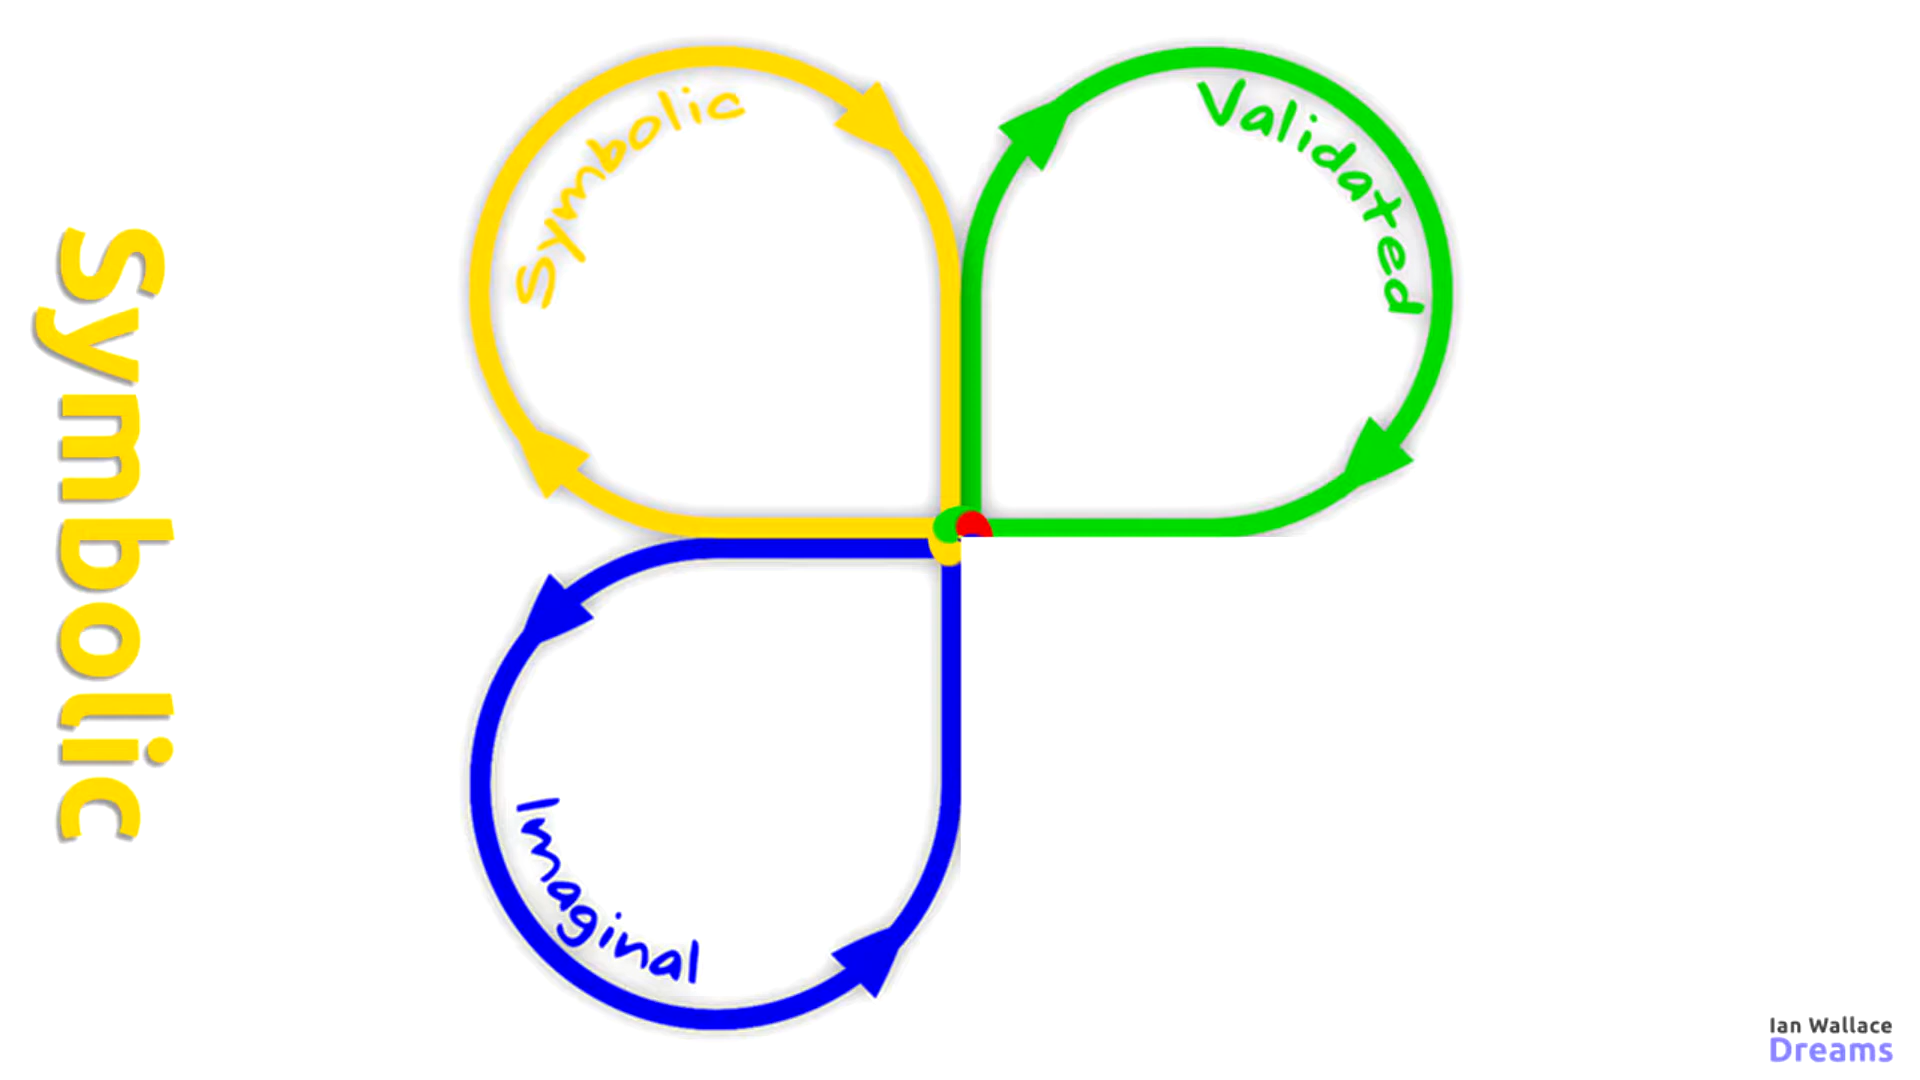 Symbolic
Symbolic
Validated
Imaginal
Ian Wallace
Dreams